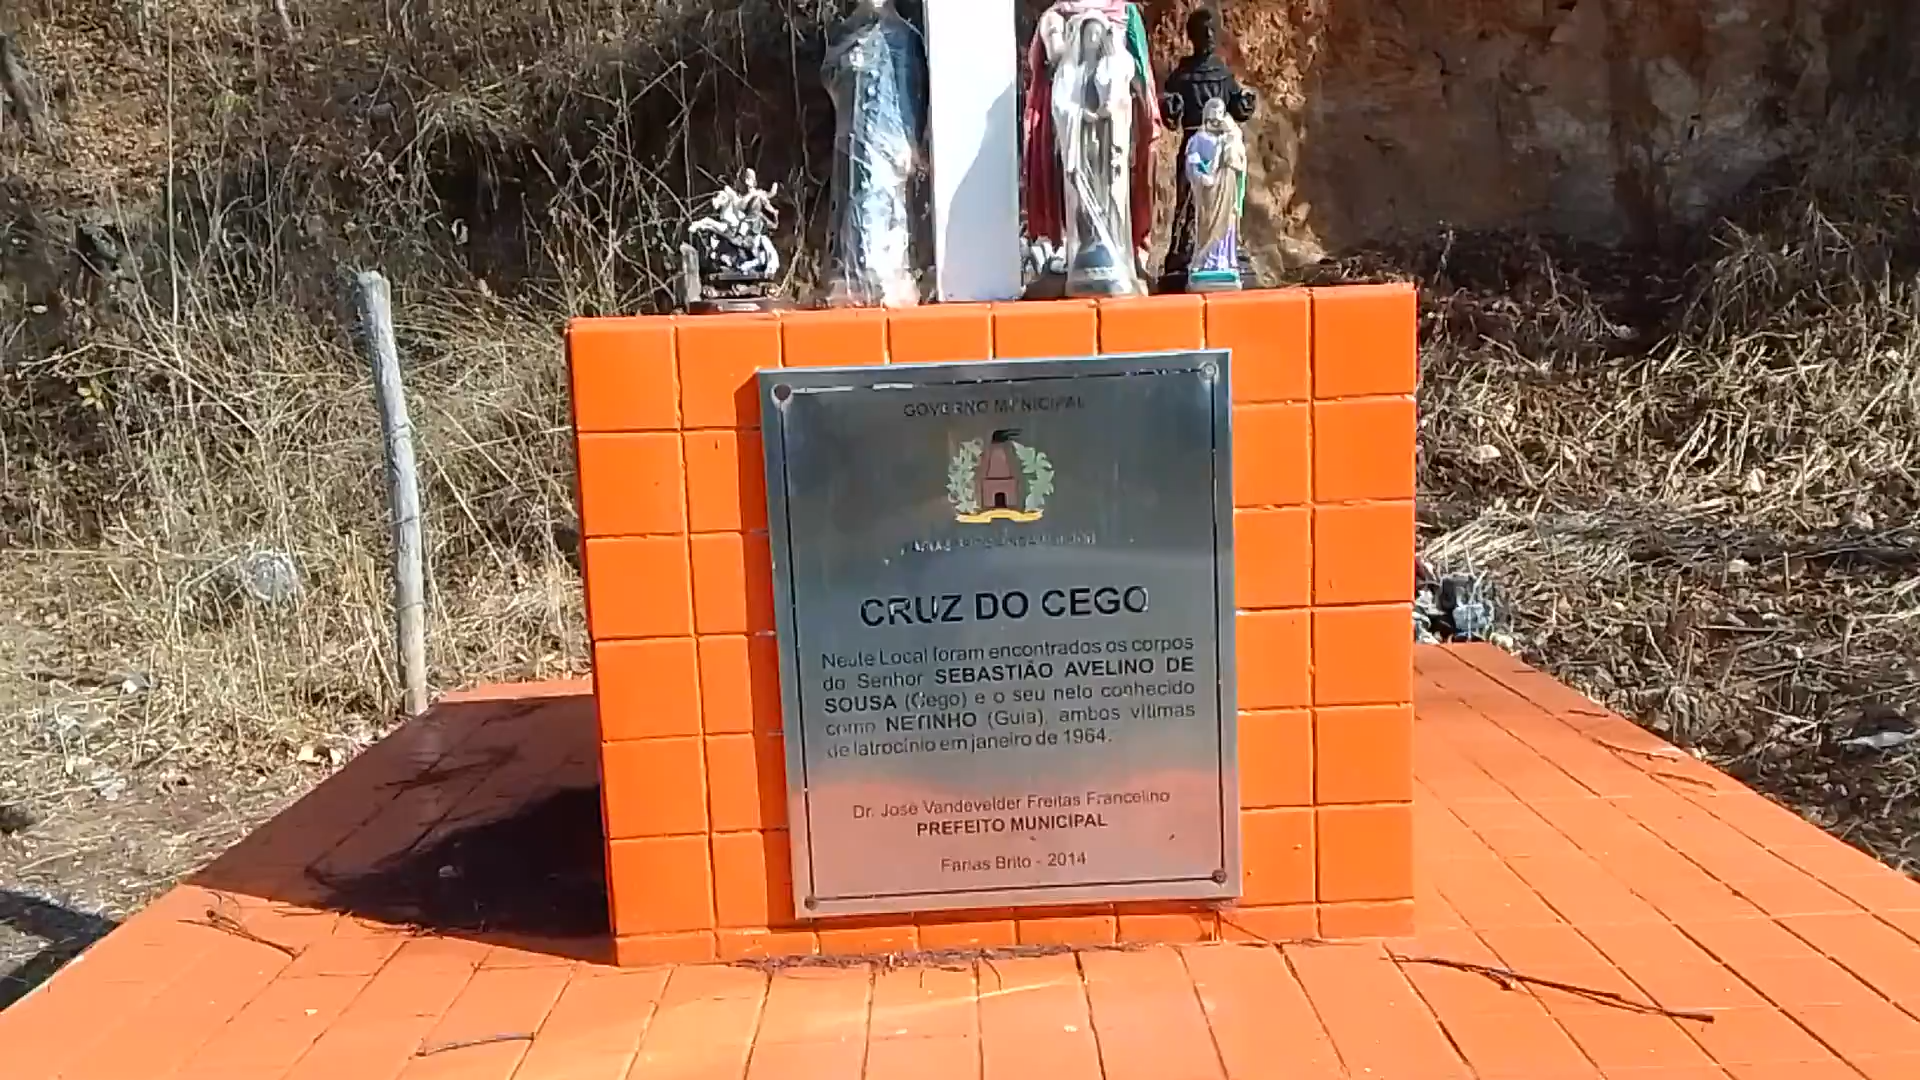 GOVERNO MUNICIPAL
CRUZ DO CEGO
Neste Local foram encontrados os corpos
do Senhor SEBASTIÃO AVELINO DE
SOUSA (Cego) e o seu neto conhecido
como NETINHO (Guia), ambos vítimas
de latrocínio em janeiro de 1964.
Dr. José Vandevelder Freitas Francelino
PREFEITO MUNICIPAL
Farias Brito - 2014